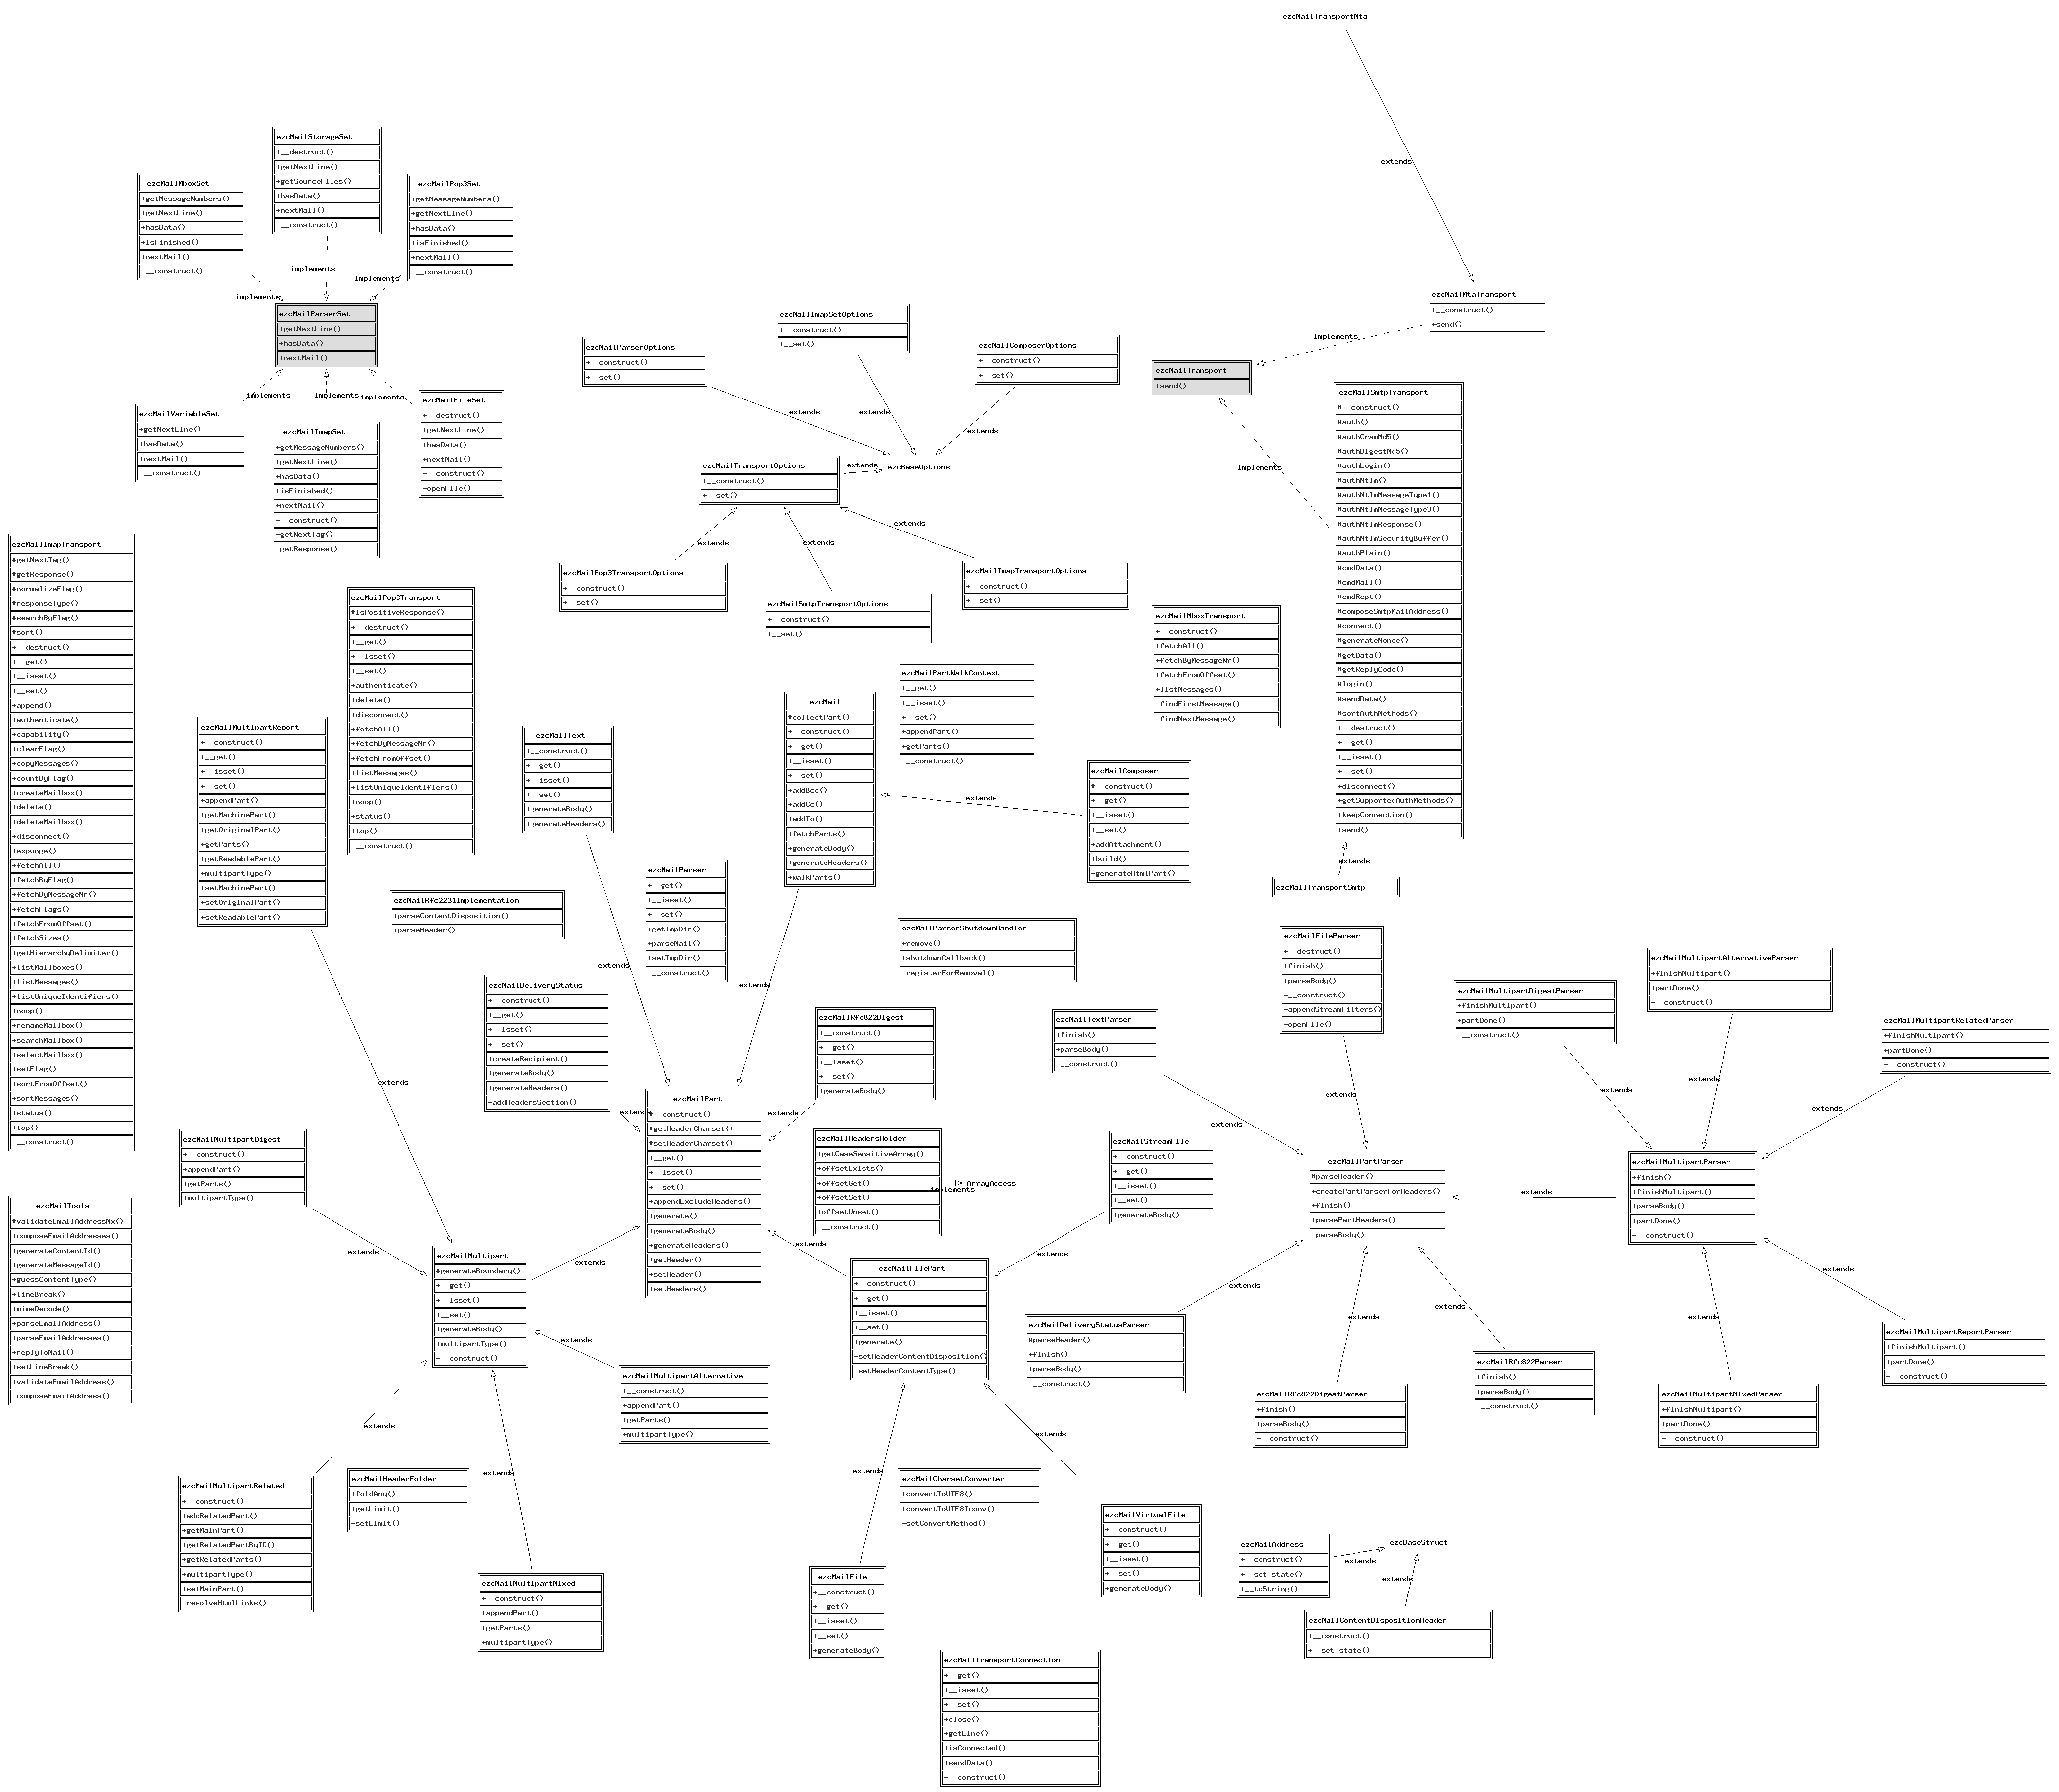 ezcMailTransportMta
extends
ezcMailStorageSet
+__destruct()
+getNextLine()
+getSourceFiles()
+hasData()
+nextMail()
-__construct()
ezcMailMboxSet
+getMessageNumbers()
+getNextLine()
+hasData()
+isFinished()
+nextMail()
-__construct()
ezcMailPop3Set
+getMessageNumbers()
+getNextLine()
+hasData()
+isFinished()
+nextMail()
-__construct()
implements
implements
implements
ezcMailParserSet
+getNextLine()
+hasData()
+nextMail()
implements
implements
implements
ezcMailVariableSet
+getNextLine()
+hasData()
+nextMail()
-__construct()
ezcMailImapSet
+getMessageNumbers()
+getNextLine()
+hasData()
+isFinished()
+nextMail()
-__construct()
-getNextTag()
-getResponse()
ezcMailFileSet
+__destruct()
+getNextLine()
+hasData()
+nextMail()
-__construct()
-openFile()
ezcMailParserOptions
+__construct()
+__set()
ezcMailImapSetOptions
+__construct()
+__set()
ezcMailComposerOptions
+__construct()
+__set()
extends
extends
extends
ezcMailTransportOptions
+__construct()
+__set()
extends
ezcBaseOptions
extends
extends
extends
ezcMailPop3TransportOptions
+__construct()
+__set()
ezcMailSmtpTransportOptions
+__construct()
+__set()
ezcMailImapTransportOptions
+__construct()
+__set()
ezcMailMtaTransport
+__construct()
+send()
implements
ezcMailTransport
+send()
implements
ezcMailSmtpTransport
#__construct()
#auth()
#authCramMd5()
#authDigestMd5()
#authLogin()
#authNtlm()
#authNtlmMessageType1()
#authNtlmMessageType3()
#authNtlmResponse()
#authNtlmSecurityBuffer()
#authPlain()
#cmdData()
#cmdMail()
#cmdRcpt()
#composeSmtpMailAddress()
#connect()
#generateNonce()
#getData()
#getReplyCode()
#login()
#sendData()
#sortAuthMethods()
+__destruct()
+__get()
+__isset()
+__set()
+disconnect()
+getSupportedAuthMethods()
+keepConnection()
+send()
extends
ezcMailTransportSmtp
ezcMailImapTransport
#getNextTag()
#getResponse()
#normalizeFlag()
#responseType()
#searchByFlag()
#sort()
+__destruct()
+__get()
+__isset()
+__set()
+append()
+authenticate()
+capability()
+clearFlag()
+copyMessages()
+countByFlag()
+createMailbox()
+delete()
+deleteMailbox()
+disconnect()
+expunge()
+fetchAll()
+fetchByFlag()
+fetchByMessageNr()
+fetchFlags()
+fetchFromOffset()
+fetchSizes()
+getHierarchyDelimiter()
+listMailboxes()
+listMessages()
+listUniqueIdentifiers()
+noop()
+renameMailbox()
+searchMailbox()
+selectMailbox()
+setFlag()
+sortFromOffset()
+sortMessages()
+status()
+top()
-__construct()
ezcMailPop3Transport
#isPositiveResponse()
+__destruct()
+__get()
+__isset()
+__set()
+authenticate()
+delete()
+disconnect()
+fetchAll()
+fetchByMessageNr()
+fetchFromOffset()
+listMessages()
+listUniqueIdentifiers()
+noop()
+status()
+top()
-__construct()
ezcMailMboxTransport
+__construct()
+fetchAll()
+fetchByMessageNr()
+fetchFromOffset()
+listMessages()
-findFirstMessage()
-findNextMessage()
ezcMailMultipartReport
+__construct()
+__get()
+__isset()
+__set()
+appendPart()
+getMachinePart()
+getOriginalPart()
+getParts()
+getReadablePart()
+multipartType()
+setMachinePart()
+setOriginalPart()
+setReadablePart()
extends
ezcMailText
+__construct()
+__get()
+__isset()
+__set()
+generateBody()
+generateHeaders()
extends
ezcMail
#collectPart()
+__construct()
+__get()
+__isset()
+__set()
+addBcc()
+addCc()
+addTo()
+fetchParts()
+generateBody()
+generateHeaders()
+walkParts()
extends
ezcMailPartWalkContext
+__get()
+__isset()
+__set()
+appendPart()
+getParts()
-__construct()
extends
ezcMailComposer
#__construct()
+__get()
+__isset()
+__set()
+addAttachment()
+build()
-generateHtmlPart()
ezcMailRfc2231Implementation
+parseContentDisposition()
+parseHeader()
ezcMailParser
+__get()
+__isset()
+__set()
+getTmpDir()
+parseMail()
+setTmpDir()
-__construct()
ezcMailParserShutdownHandler
+remove()
+shutdownCallback()
-registerForRemoval()
ezcMailDeliveryStatus
+__construct()
+__get()
+__isset()
+__set()
+createRecipient()
+generateBody()
+generateHeaders()
-addHeadersSection()
extends
ezcMailRfc822Digest
+__construct()
+__get()
+__isset()
+__set()
+generateBody()
extends
ezcMailPart
#__construct()
#getHeaderCharset()
#setHeaderCharset()
+__get()
+__isset()
+__set()
+appendExcludeHeaders()
+generate()
+generateBody()
+generateHeaders()
+getHeader()
+setHeader()
+setHeaders()
ezcMailHeadersHolder
+getCaseSensitiveArray()
+offsetExists()
+offsetGet()
+offsetSet()
+offsetUnset()
-__construct()
implements
ArrayAccess
ezcMailTools
#validateEmailAddressMx()
+composeEmailAddresses()
+generateContentId()
+generateMessageId()
+guessContentType()
+lineBreak()
+mimeDecode()
+parseEmailAddress()
+parseEmailAddresses()
+replyToMail()
+setLineBreak()
+validateEmailAddress()
-composeEmailAddress()
ezcMailMultipartDigest
+__construct()
+appendPart()
+getParts()
+multipartType()
extends
ezcMailMultipart
#generateBoundary()
+__get()
+__isset()
+__set()
+generateBody()
+multipartType()
-__construct()
extends
extends
ezcMailMultipartAlternative
+__construct()
+appendPart()
+getParts()
+multipartType()
extends
ezcMailMultipartRelated
+__construct()
+addRelatedPart()
+getMainPart()
+getRelatedPartByID()
+getRelatedParts()
+multipartType()
+setMainPart()
-resolveHtmlLinks()
ezcMailHeaderFolder
+foldAny()
+getLimit()
-setLimit()
extends
ezcMailMultipartMixed
+__construct()
+appendPart()
+getParts()
+multipartType()
extends
ezcMailFilePart
+__construct()
+__get()
+__isset()
+__set()
+generate()
-setHeaderContentDisposition()
-setHeaderContentType()
ezcMailStreamFile
+__construct()
+__get()
+__isset()
+__set()
+generateBody()
extends
extends
ezcMailFile
+__construct()
+__get()
+__isset()
+__set()
+generateBody()
ezcMailCharsetConverter
+convertToUTF8()
+convertToUTF8Iconv()
-setConvertMethod()
extends
ezcMailVirtualFile
+__construct()
+__get()
+__isset()
+__set()
+generateBody()
ezcMailTransportConnection
+__get()
+__isset()
+__set()
+close()
+getLine()
+isConnected()
+sendData()
-__construct()
ezcMailFileParser
+__destruct()
+finish()
+parseBody()
-__construct()
-appendStreamFilters()
-openFile()
extends
ezcMailTextParser
+finish()
+parseBody()
-__construct()
extends
ezcMailPartParser
#parseHeader()
+createPartParserForHeaders()
+finish()
+parsePartHeaders()
-parseBody()
extends
ezcMailDeliveryStatusParser
#parseHeader()
+finish()
+parseBody()
-__construct()
extends
ezcMailRfc822DigestParser
+finish()
+parseBody()
-__construct()
extends
ezcMailRfc822Parser
+finish()
+parseBody()
-__construct()
extends
ezcMailMultipartDigestParser
+finishMultipart()
+partDone()
-__construct()
extends
ezcMailMultipartAlternativeParser
+finishMultipart()
+partDone()
-__construct()
extends
ezcMailMultipartRelatedParser
+finishMultipart()
+partDone()
-__construct()
extends
ezcMailMultipartParser
+finish()
+finishMultipart()
+parseBody()
+partDone()
-__construct()
extends
ezcMailMultipartMixedParser
+finishMultipart()
+partDone()
-__construct()
extends
ezcMailMultipartReportParser
+finishMultipart()
+partDone()
-__construct()
ezcMailAddress
+__construct()
+__set_state()
+__toString()
extends
ezcBaseStruct
extends
ezcMailContentDispositionHeader
+__construct()
+__set_state()